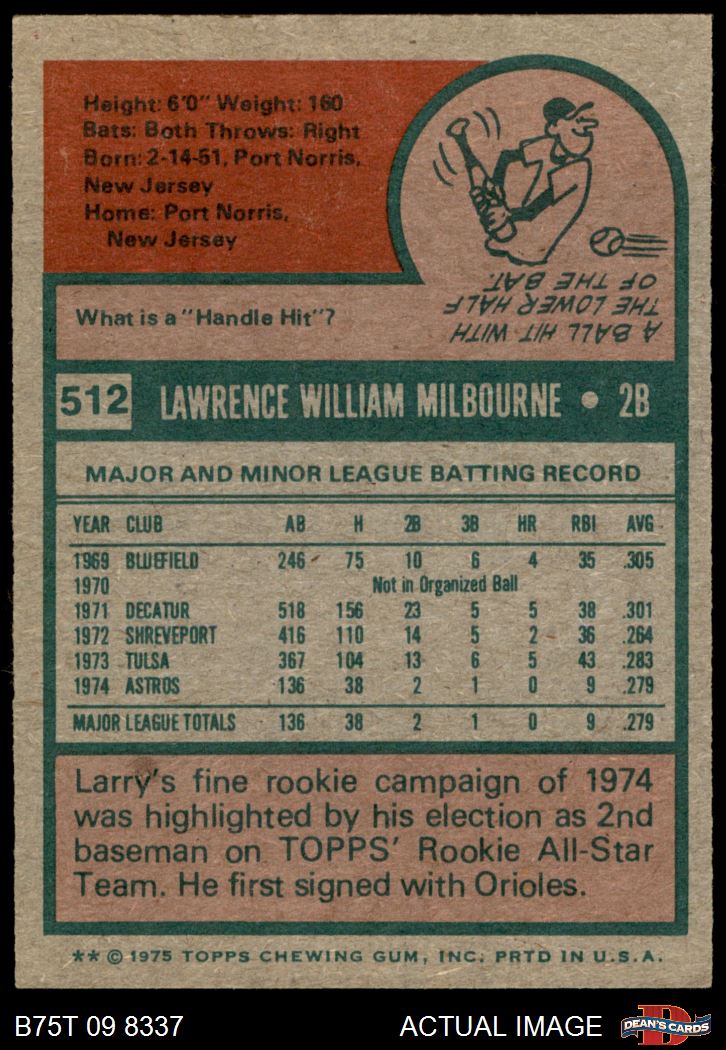 Height: 6'0" Weight: 160
Bats: Both Throws: Right
Born: 2-14-51, Port Norris,
New Jersey
Home: Port Norris,
New Jersey
What is a "Handle Hit"?
A BALL HIT WITH
THE LOWER HALF
OF THE BAT.
512 LAWRENCE WILLIAM MILBOURNE • 2B
MAJOR AND MINOR LEAGUE BATTING RECORD
YEAR CLUB AB H 2B 3B HR RBI AVG
1969 BLUEFIELD 246 75 10 6 4 35 .305
1970 Not in Organized Ball
1971 DECATUR 518 156 23 5 5 38 .301
1972 SHREVEPORT 416 110 14 5 2 36 .264
1973 TULSA 367 104 13 6 5 43 .283
1974 ASTROS 136 38 2 1 0 9 .279
MAJOR LEAGUE TOTALS 136 38 2 1 0 9 .279
Larry's fine rookie campaign of 1974
was highlighted by his election as 2nd
baseman on TOPPS' Rookie All-Star
Team. He first signed with Orioles.
** © 1975 TOPPS CHEWING GUM, INC. PRTD IN U.S.A.
B75T 09 8337 ACTUAL IMAGE
DEAN'S CARDS